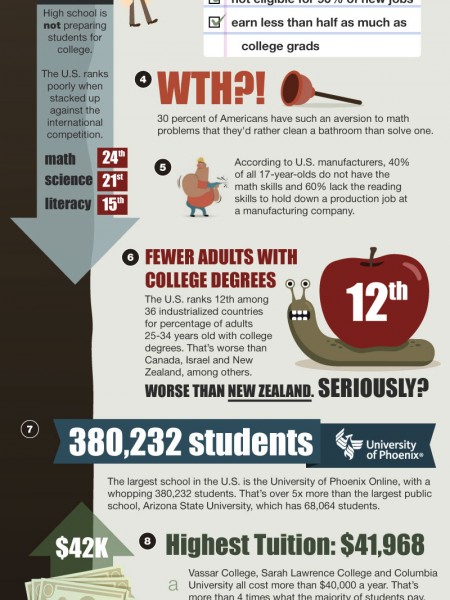 not eligible for 90% of new jobs
earn less than half as much as
college grads
High school is
not preparing
students for
college.
The U.S. ranks
poorly when
stacked up
against the
international
competition.
math 24th
science 21st
literacy 15th
4 WTH?!
30 percent of Americans have such an aversion to math
problems that they'd rather clean a bathroom than solve one.
5
According to U.S. manufacturers, 40%
of all 17-year-olds do not have the
math skills and 60% lack the reading
skills to hold down a production job at
a manufacturing company.
6 FEWER ADULTS WITH
COLLEGE DEGREES
The U.S. ranks 12th among
36 industrialized countries
for percentage of adults
25-34 years old with college
degrees. That's worse than
Canada, Israel and New
Zealand, among others.
12th
WORSE THAN NEW ZEALAND. SERIOUSLY?
7
380,232 students
University
of Phoenix®
The largest school in the U.S. is the University of Phoenix Online, with a
whopping 380,232 students. That's over 5x more than the largest public
school, Arizona State University, which has 68,064 students.
$42K
8 Highest Tuition: $41,968
a
Vassar College, Sarah Lawrence College and Columbia
University all cost more than $40,000 a year. That's
more than 4 times what the majority of students pay.